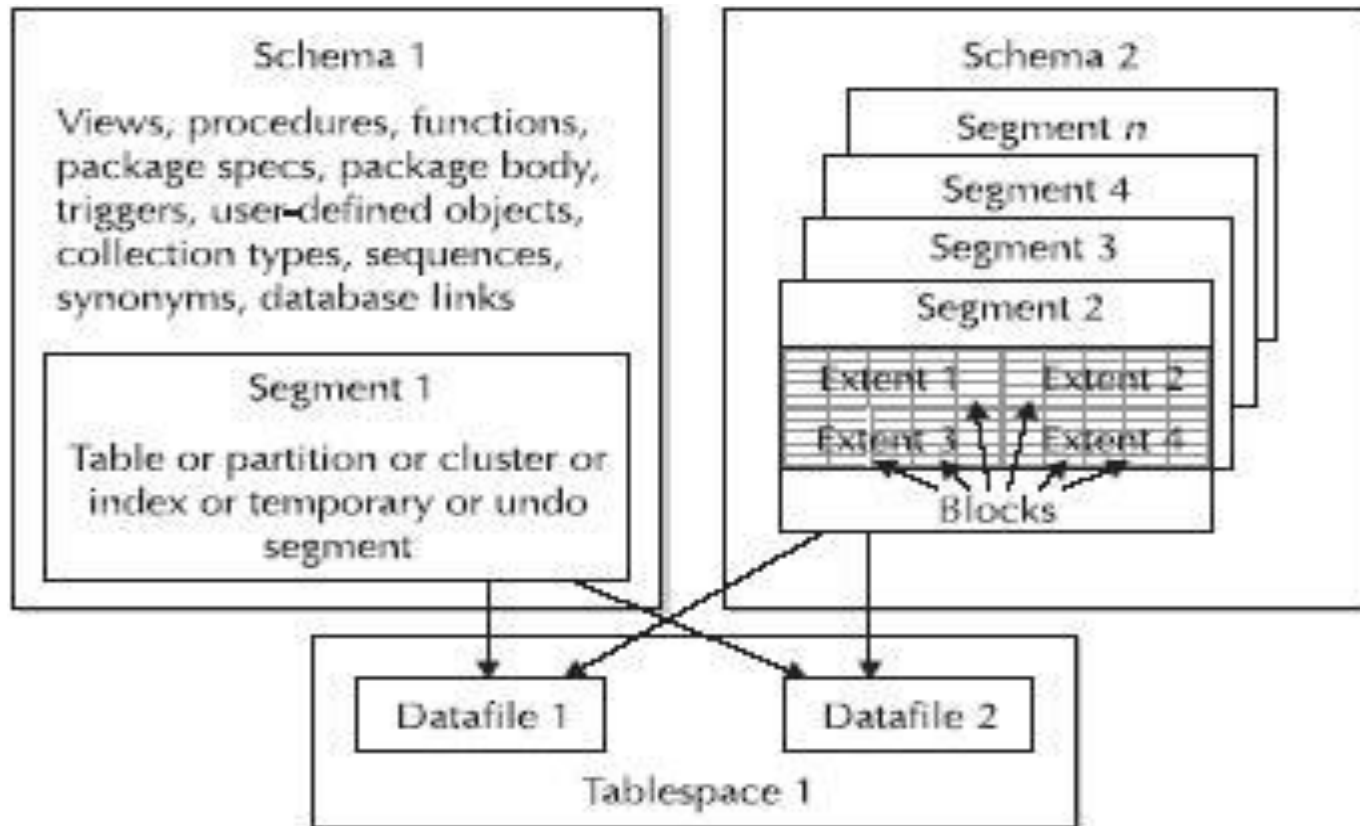 Schema 1
Views, procedures, functions,
package specs, package body,
triggers, user-defined objects,
collection types, sequences,
synonyms, database links
Segment 1
Table or partition or cluster or
index or temporary or undo
segment
Schema 2
Segment n
Segment 4
Segment 3
Segment 2
Extent 1
Extent 2
Extent 3
Extent 4
Blocks
Datafile 1
Datafile 2
Tablespace 1